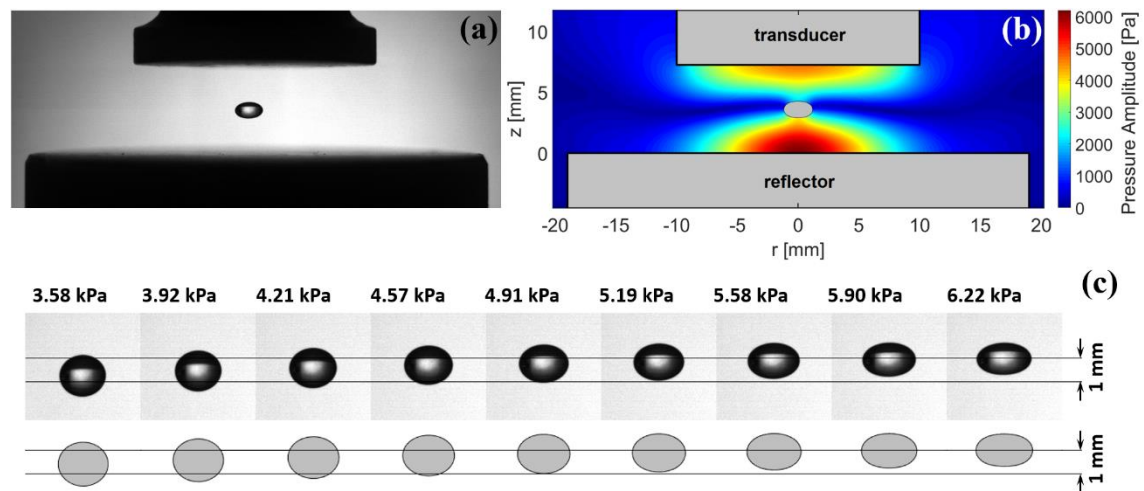 (a)
(b)
transducer
reflector
z [mm]
10
5
0
-20 -15 -10 -5 0 5 10 15 20
r [mm]
6000
5000
4000
3000
2000
1000
0
Pressure Amplitude [Pa]
(c)
3.58 kPa 3.92 kPa 4.21 kPa 4.57 kPa 4.91 kPa 5.19 kPa 5.58 kPa 5.90 kPa 6.22 kPa
1 mm
1 mm